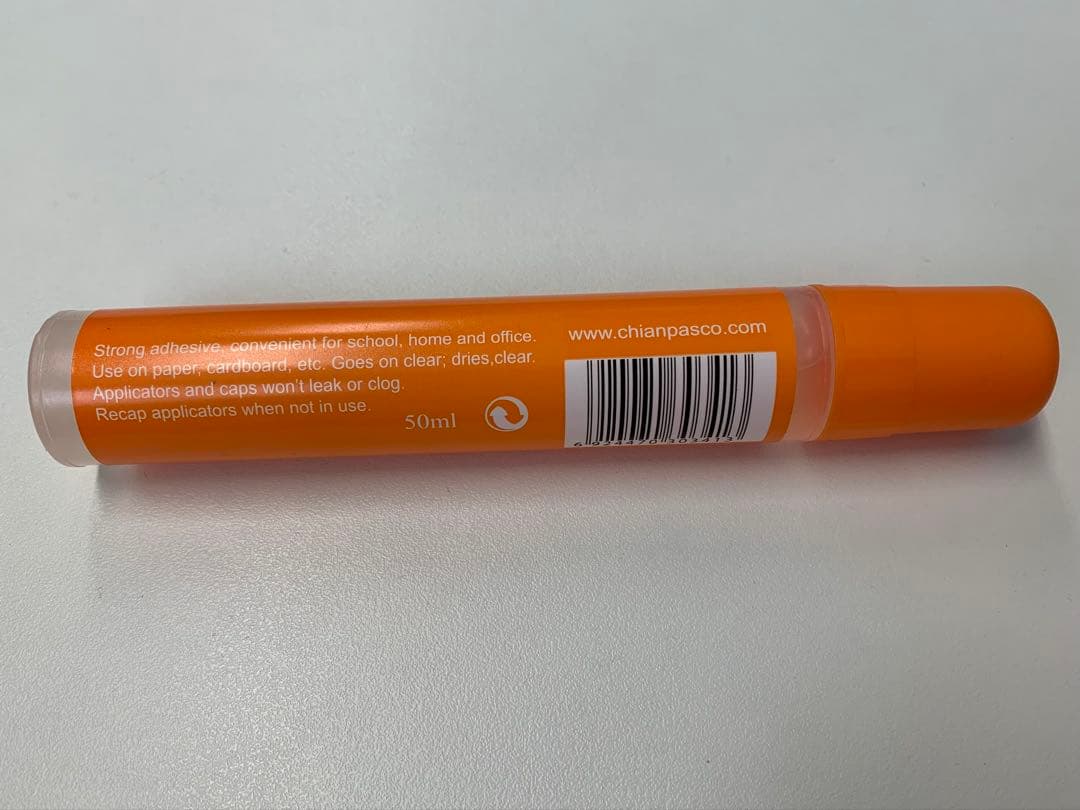 Strong adhesive, convenient for school, home and office.
Use on paper, cardboard, etc. Goes on clear; dries,clear.
Applicators and caps won't leak or clog.
Recap applicators when not in use.
50ml
www.chianpasco.com